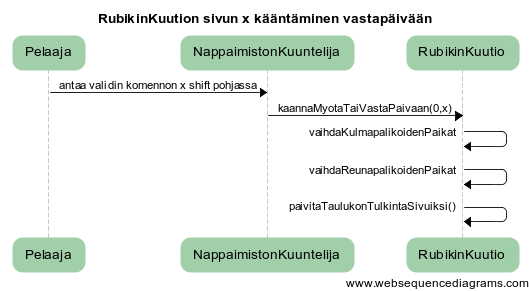 RubikinKuution sivun x kääntäminen vastapäivään
Pelaaja NappaimistonKuuntelija RubikinKuutio
antaa validin komennon x shift pohjassa
kaannaMyotaTaiVastaPaivaan(0,x)
vaihdaKulmapalikoidenPaikat
vaihdaReunapalikoidenPaikat
paivitaTaulukonTulkintaSivuiksi()
Pelaaja NappaimistonKuuntelija RubikinKuutio
www.websequencediagrams.com